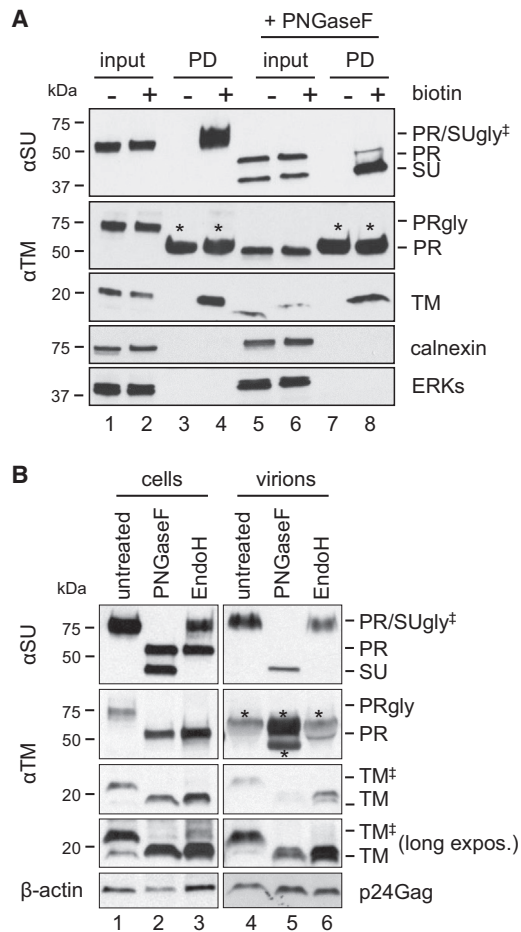 A
+ PNGaseF
input PD input PD
kDa - + - + - + - + biotin
αSU
75
50
37
PR/SUgly‡
PR
SU
αTM
75
50
* * * *
PRgly
PR
20
TM
75
calnexin
37
ERKs
1 2 3 4 5 6 7 8
B
cells virions
untreated PNGaseF EndoH untreated PNGaseF EndoH
kDa
αSU
75
50
PR/SUgly‡
PR
SU
αTM
75
50
* * *
*
PRgly
PR
20
TM‡
TM
20
TM‡
TM (long expos.)
β-actin p24Gag
1 2 3 4 5 6